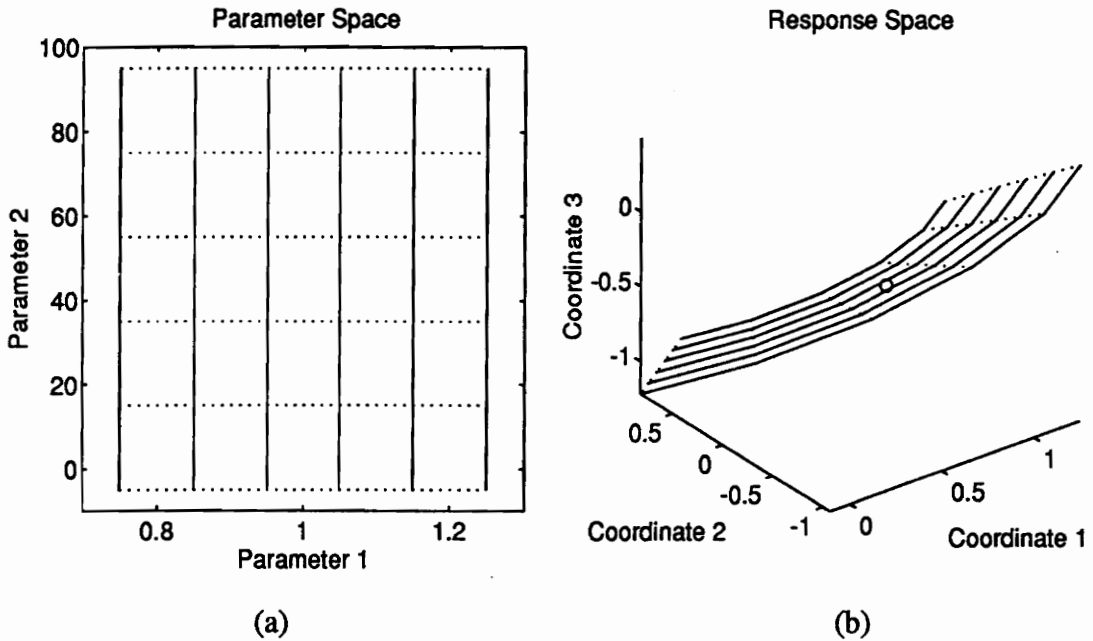 Parameter Space
Response Space
100
80
60
40
20
0
Parameter 2
0.8
1
1.2
Parameter 1
(a)
0
-0.5
-1
Coordinate 3
0.5
0
-0.5
-1
Coordinate 2
0
0.5
1
Coordinate 1
(b)